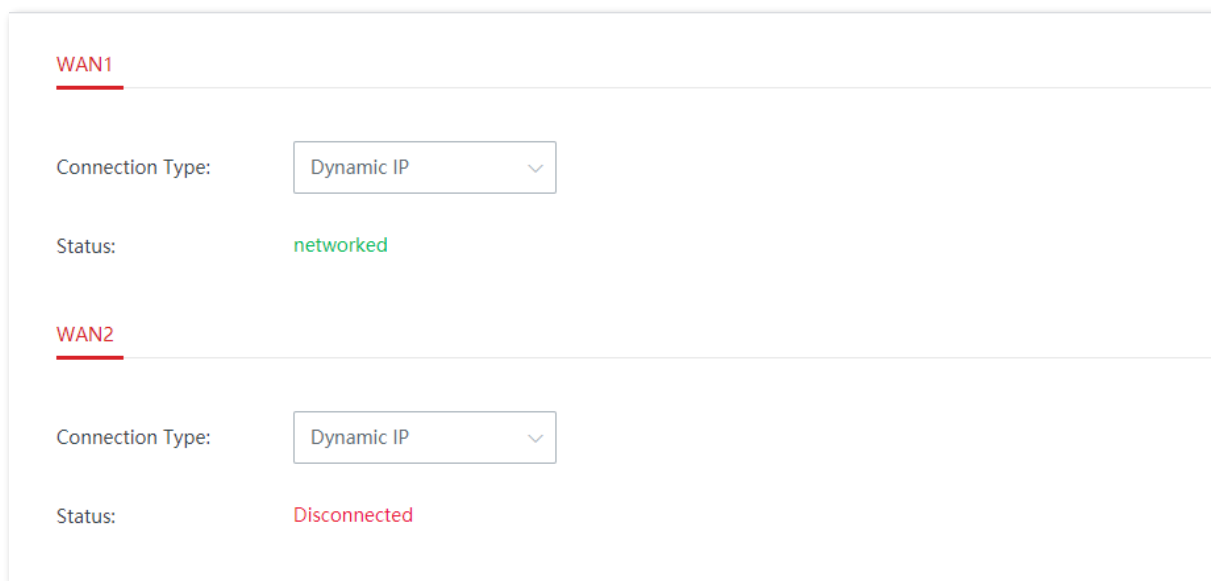 WAN1
Connection Type: Dynamic IP
Status: networked
WAN2
Connection Type: Dynamic IP
Status: Disconnected